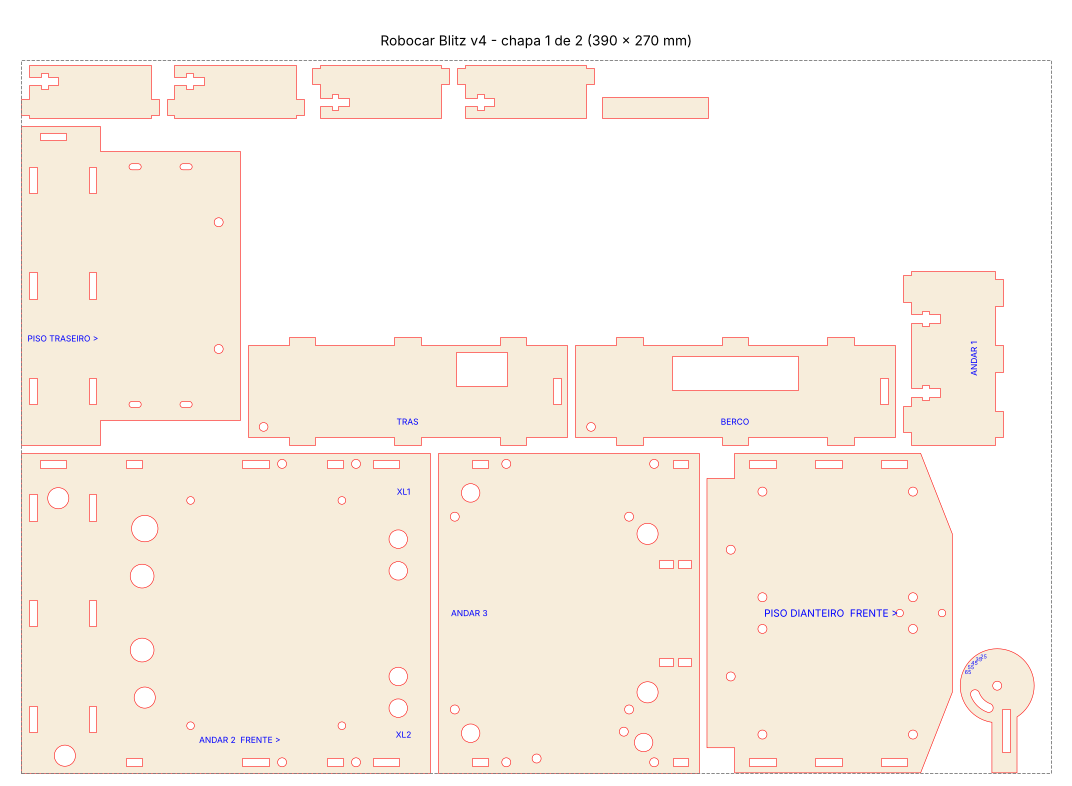 Robocar Blitz v4 - chapa 1 de 2 (390 × 270 mm)
PISO TRASEIRO >
ANDAR 1
TRAS
BERCO
XL1
ANDAR 3
PISO DIANTEIRO  FRENTE >
XL2
ANDAR 2  FRENTE >